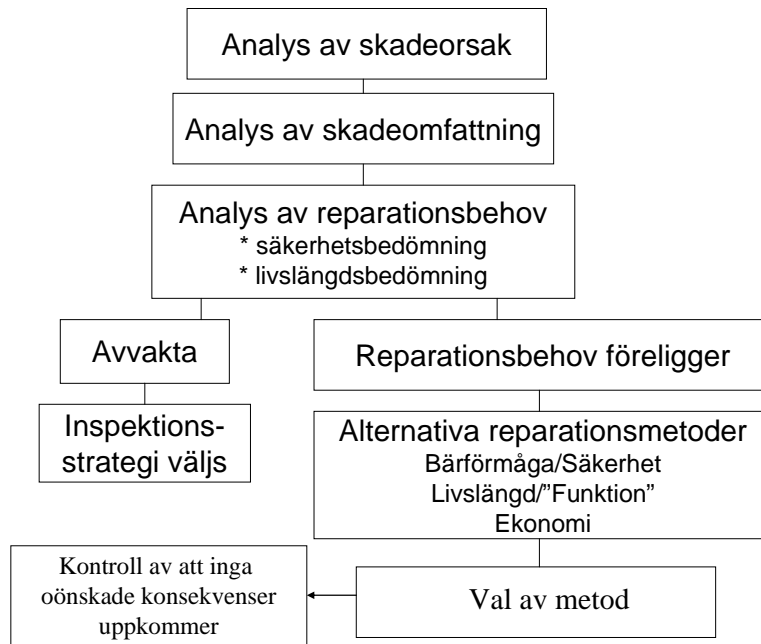 Analys av skadeorsak
Analys av skadeomfattning
Analys av reparationsbehov
* säkerhetsbedömning
* livslängdsbedömning
Avvakta
Reparationsbehov föreligger
Inspektions-
strategi väljs
Alternativa reparationsmetoder
Bärförmåga/Säkerhet
Livslängd/”Funktion”
Ekonomi
Kontroll av att inga
oönskade konsekvenser
uppkommer
Val av metod